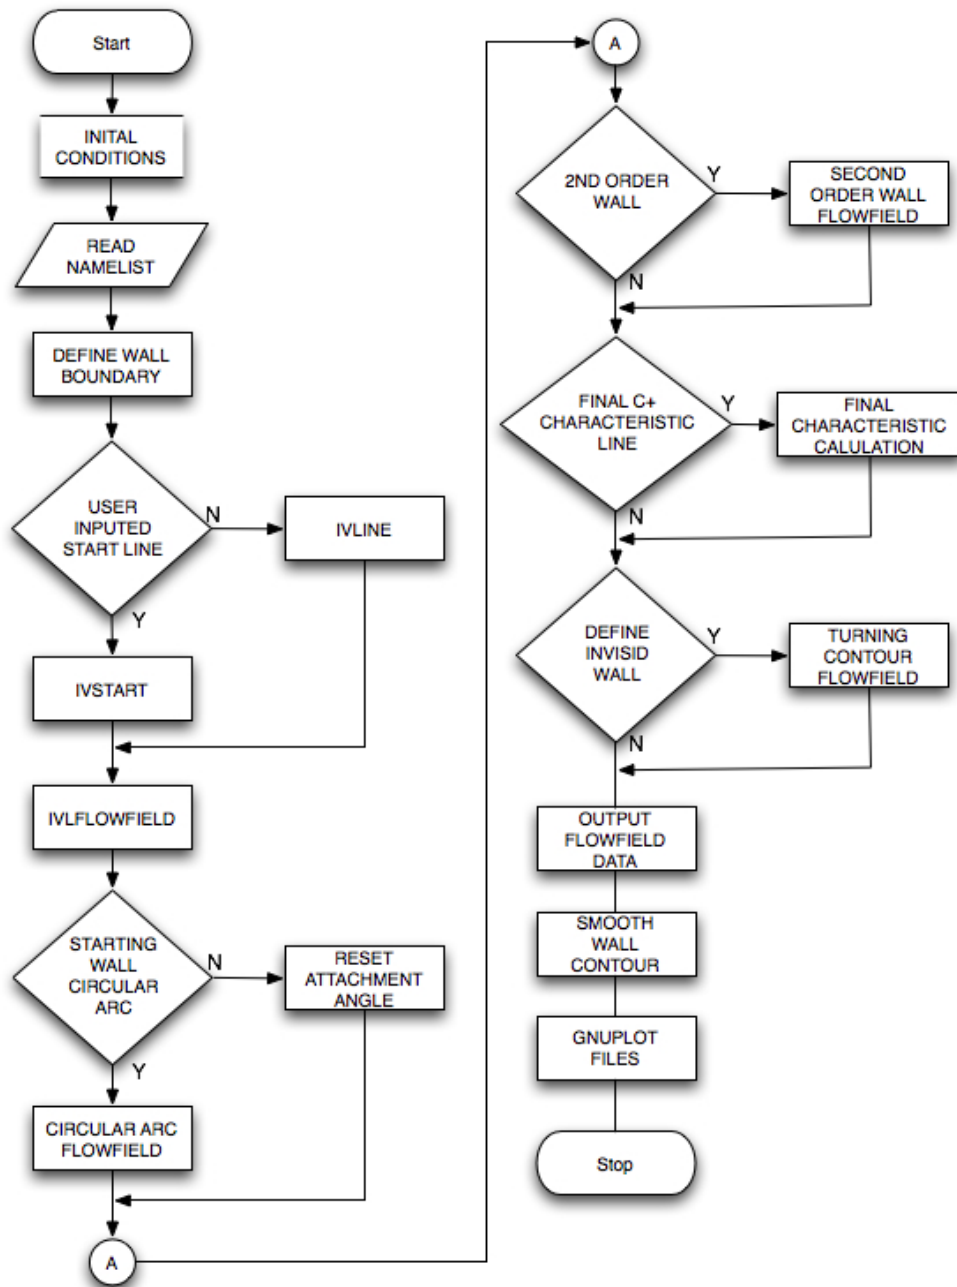 Start
INITAL
CONDITIONS
READ
NAMELIST
DEFINE WALL
BOUNDARY
USER
INPUTED
START LINE
N
IVLINE
Y
IVSTART
IVLFLOWFIELD
STARTING
WALL
CIRCULAR
ARC
N
RESET
ATTACHMENT
ANGLE
Y
CIRCULAR ARC
FLOWFIELD
A
A
2ND ORDER
WALL
Y
SECOND
ORDER WALL
FLOWFIELD
N
FINAL C+
CHARACTERISTIC
LINE
Y
FINAL
CHARACTERISTIC
CALULATION
N
DEFINE
INVISID
WALL
Y
TURNING
CONTOUR
FLOWFIELD
N
OUTPUT
FLOWFIELD
DATA
SMOOTH
WALL
CONTOUR
GNUPLOT
FILES
Stop